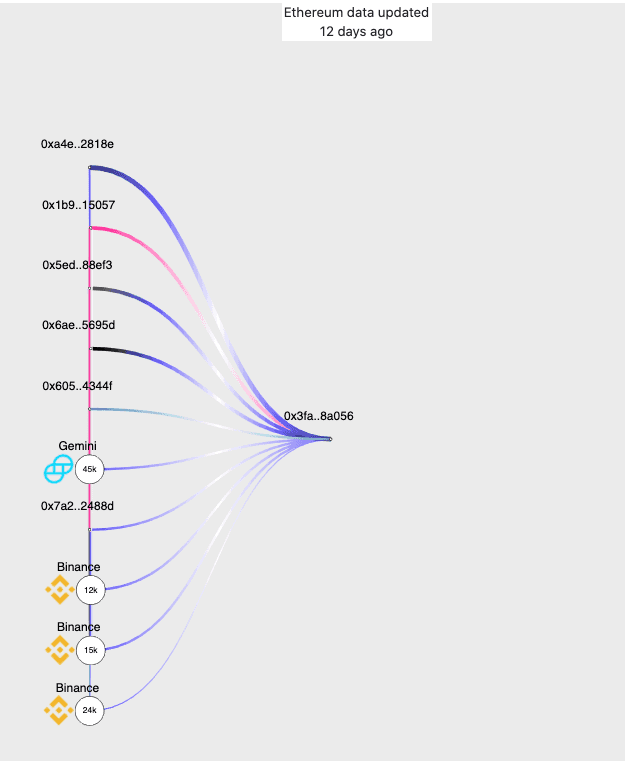 Ethereum data updated
12 days ago
0xa4e..2818e
0x1b9..15057
0x5ed..88ef3
0x6ae..5695d
0x605..4344f
0x3fa..8a056
Gemini
45k
0x7a2..2488d
Binance
12k
Binance
15k
Binance
24k